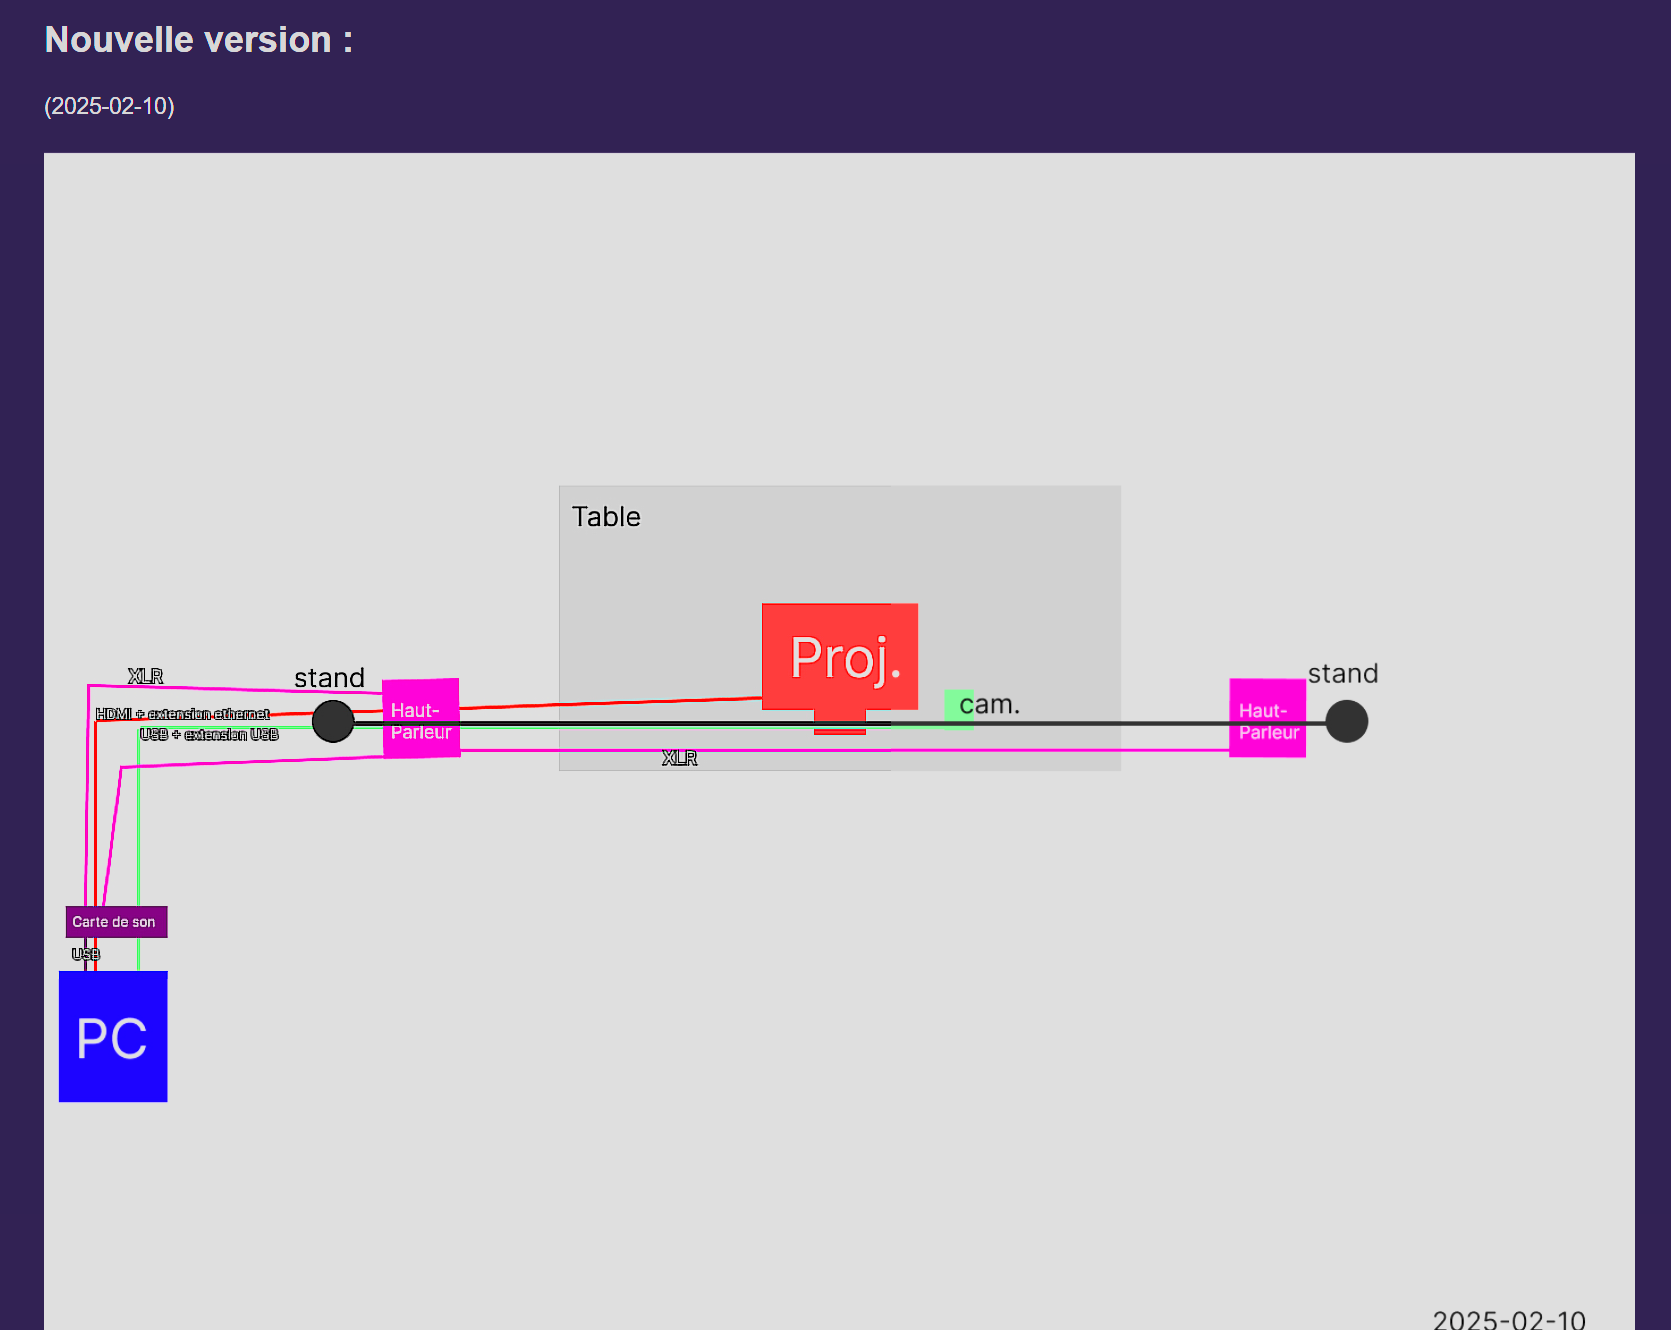 Nouvelle version :
(2025-02-10)
Table
Proj.
XLR
stand
stand
cam.
Haut-
Parleur
Haut-
Parleur
HDMI + extension ethernet
USB + extension USB
XLR
Carte de son
USB
PC
2025-02-10